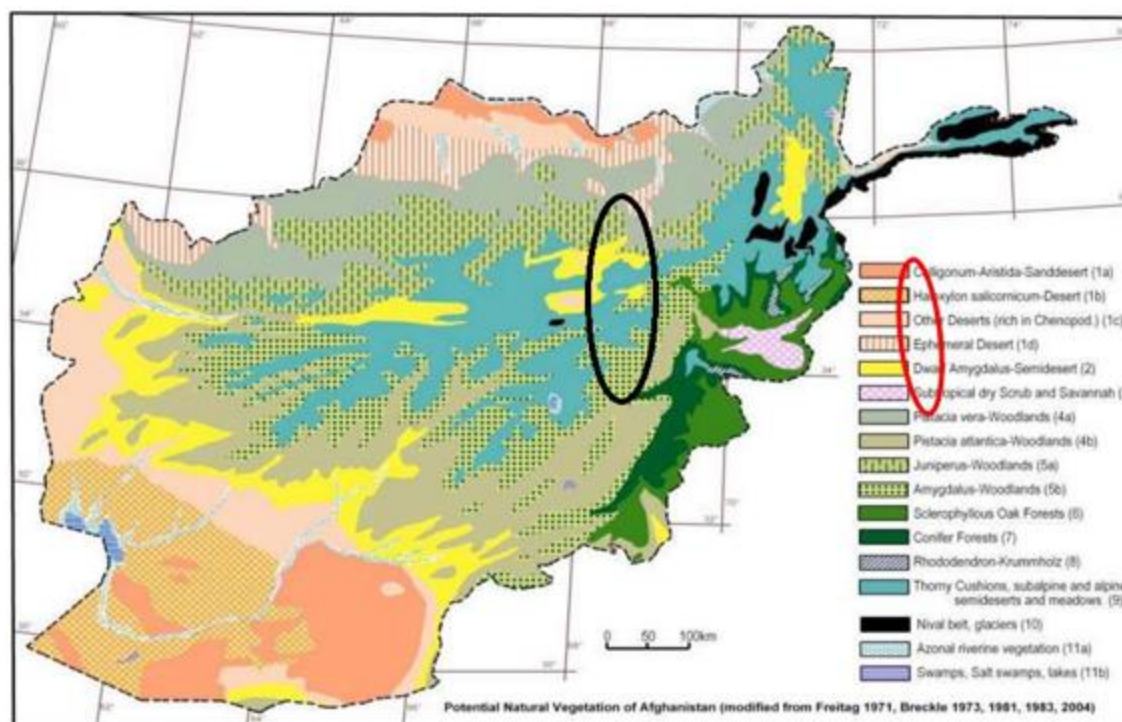 Calligonum-Aristida-Sanddesert (1a)
Haloxylon salicornicum-Desert (1b)
Other Deserts (rich in Chenopod.) (1c)
Ephemeral Desert (1d)
Dwarf Amygdalus-Semidesert (2)
Subtropical dry Scrub and Savannah (
Pistacia vera-Woodlands (4a)
Pistacia atlantica-Woodlands (4b)
Juniperus-Woodlands (5a)
Amygdalus-Woodlands (5b)
Sclerophyllous Oak Forests (6)
Conifer Forests (7)
Rhododendron-Krummholz (8)
Thorny Cushions, subalpine and alpine
semideserts and meadows (9)
Nival belt, glaciers (10)
Azonal riverine vegetation (11a)
Swamps, Salt swamps, lakes (11b)
0 50 100km
Potential Natural Vegetation of Afghanistan (modified from Freitag 1971, Breckle 1973, 1981, 1983, 2004)